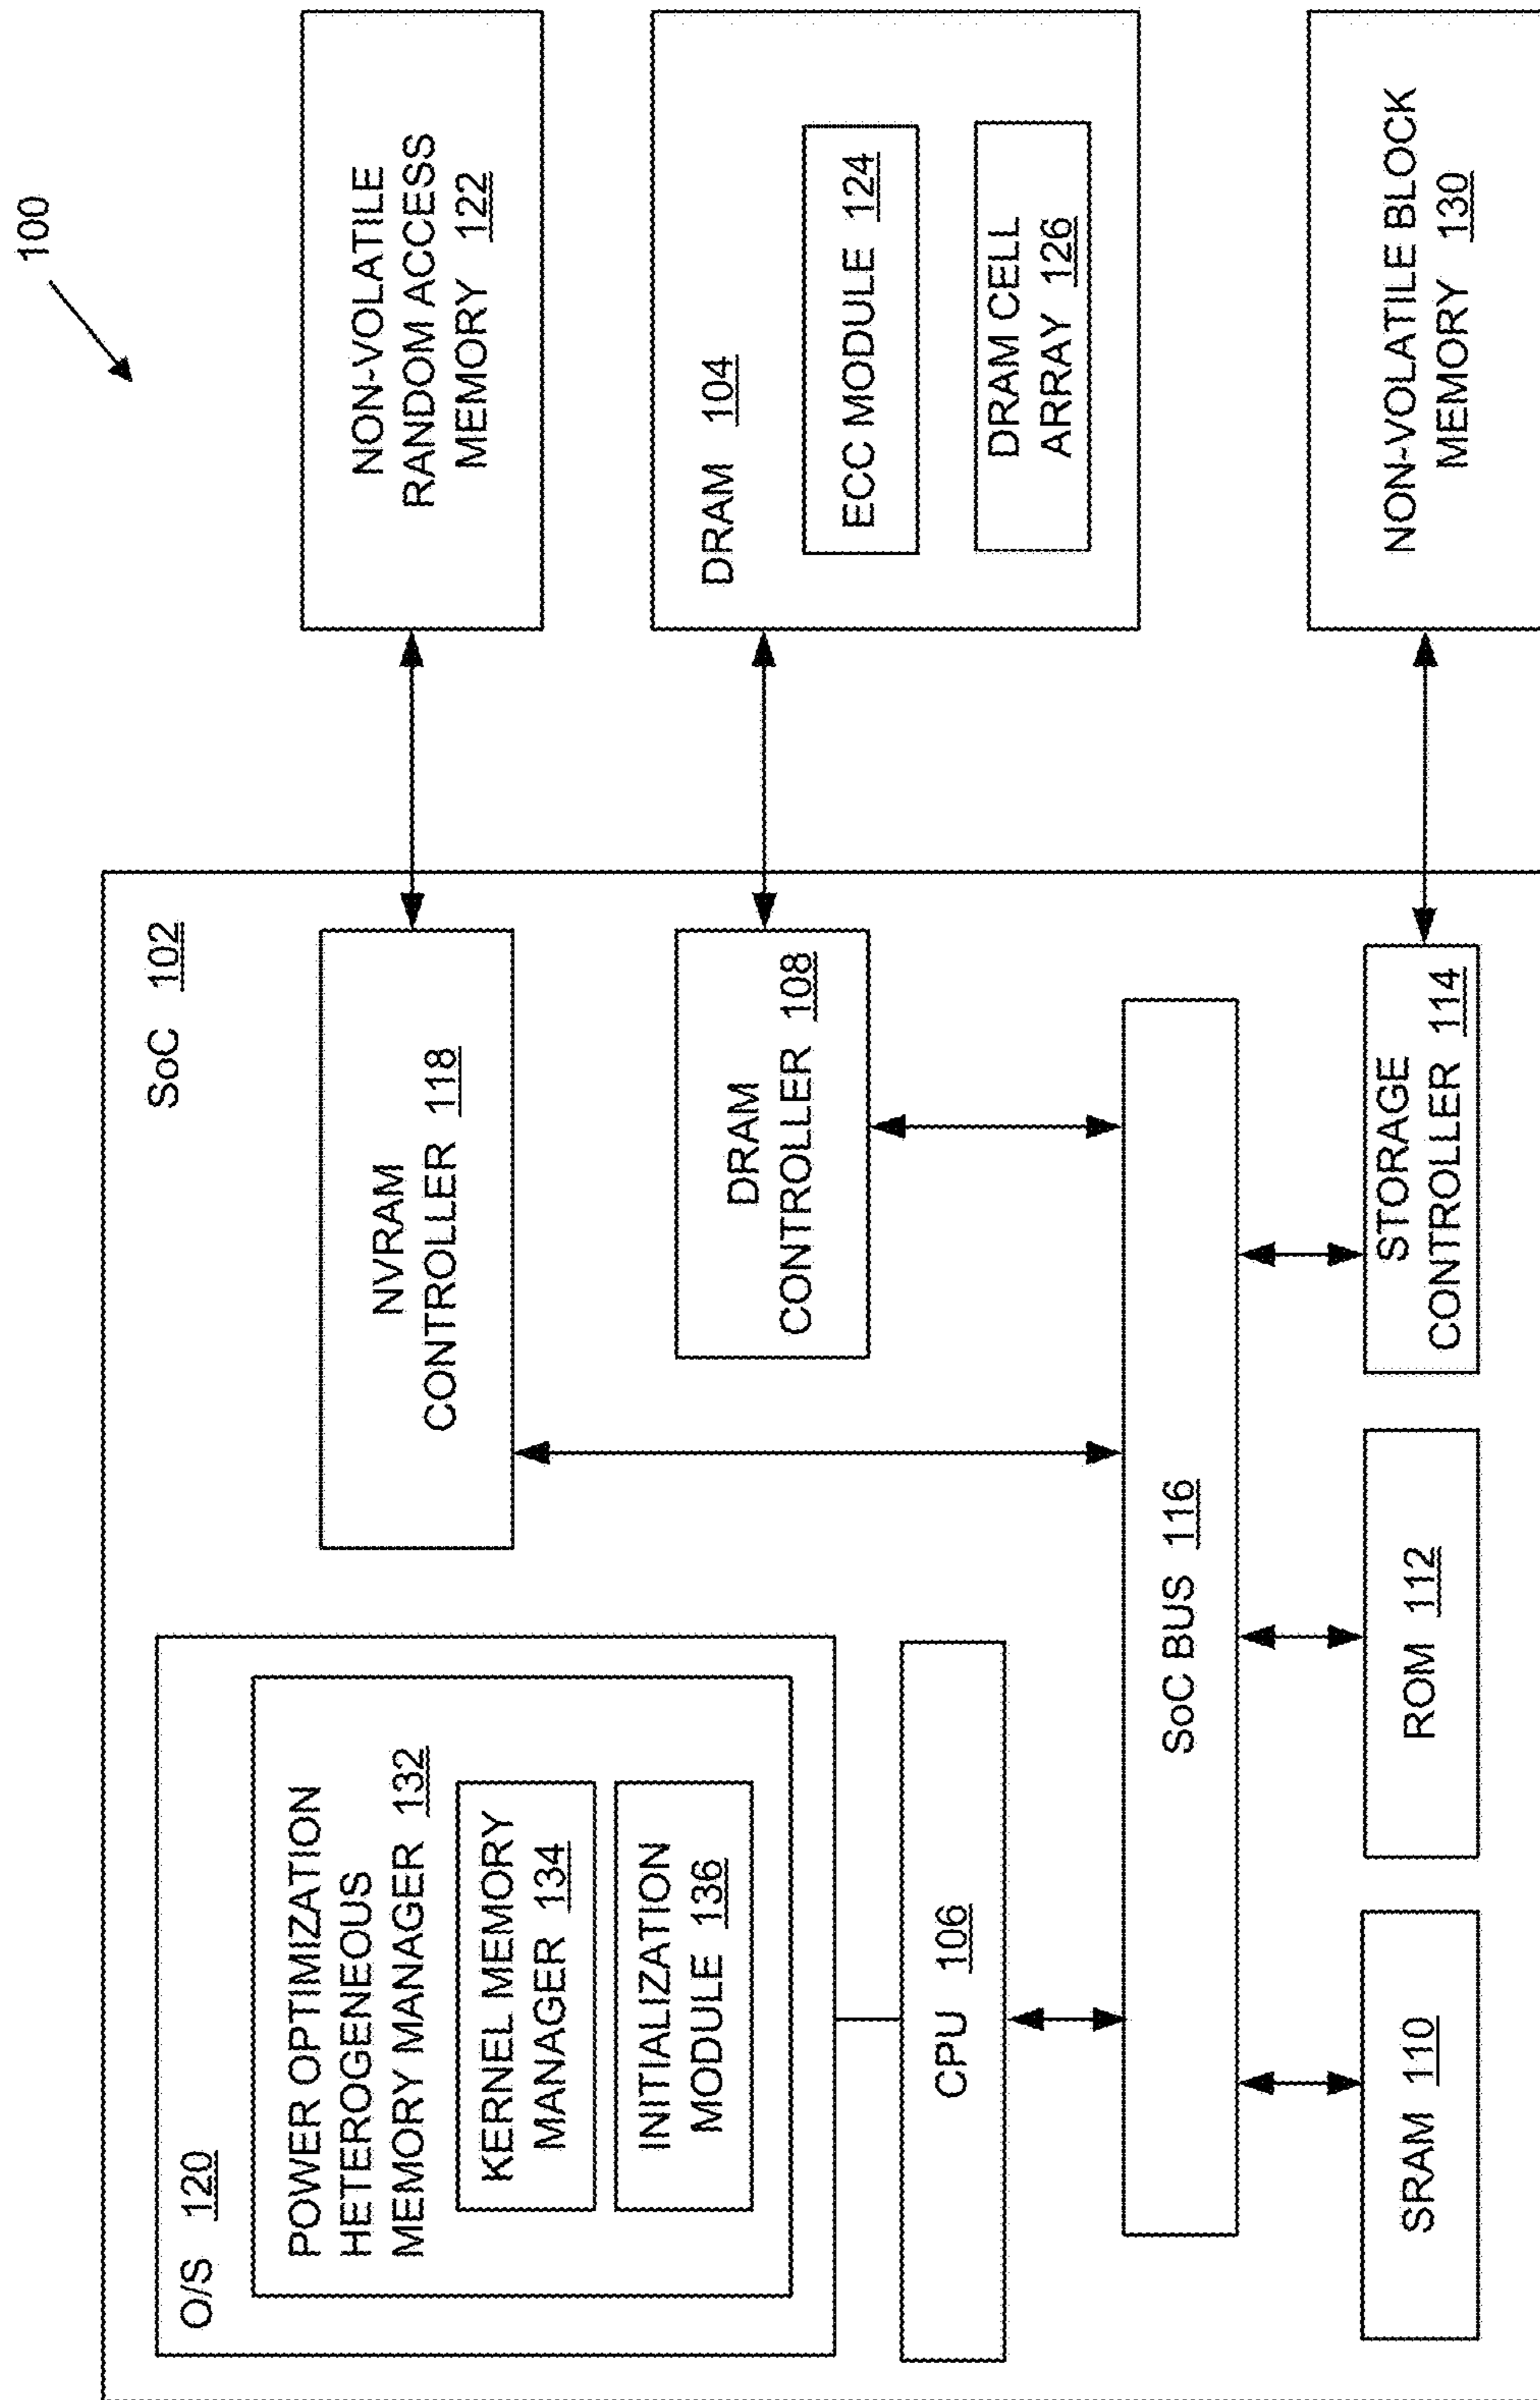 100
SoC 102
O/S 120
POWER OPTIMIZATION
HETEROGENEOUS
MEMORY MANAGER 132
KERNEL MEMORY
MANAGER 134
INITIALIZATION
MODULE 136
CPU 106
NVRAM
CONTROLLER 118
DRAM
CONTROLLER 108
SoC BUS 116
SRAM 110
ROM 112
STORAGE
CONTROLLER 114
NON-VOLATILE
RANDOM ACCESS
MEMORY 122
DRAM 104
ECC MODULE 124
DRAM CELL
ARRAY 126
NON-VOLATILE BLOCK
MEMORY 130